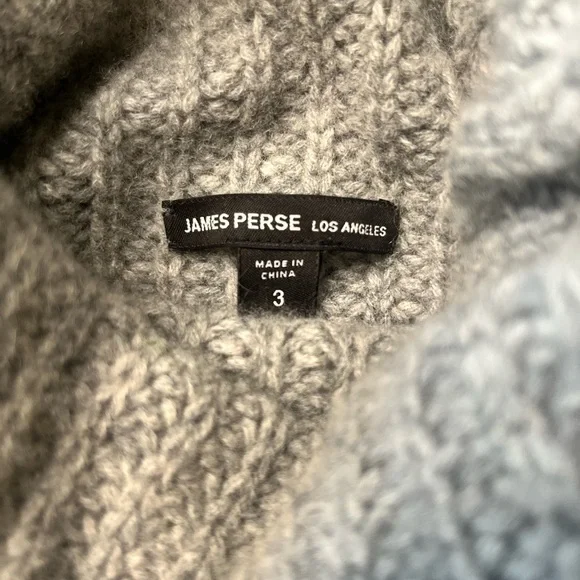 JAMES PERSE LOS ANGELES
MADE IN
CHINA
3